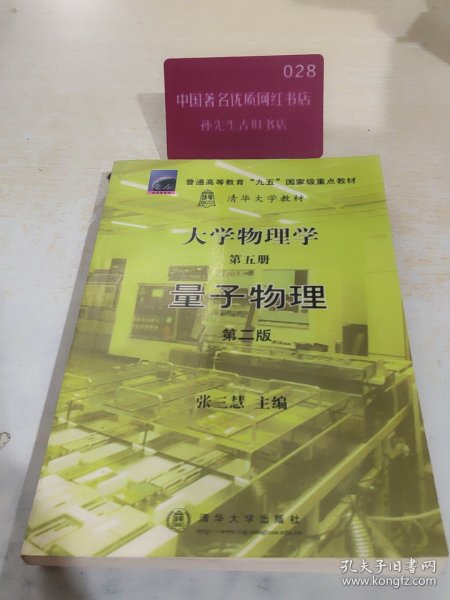 028
中国著名优质网红书店
孙先生古旧书店
普通高等教育“九五”国家级重点教材
清华大学教材
大学物理学
第五册
量子物理
第二版
张三慧 主编
清华大学出版社
孔夫子旧书网
www.kongfz.com